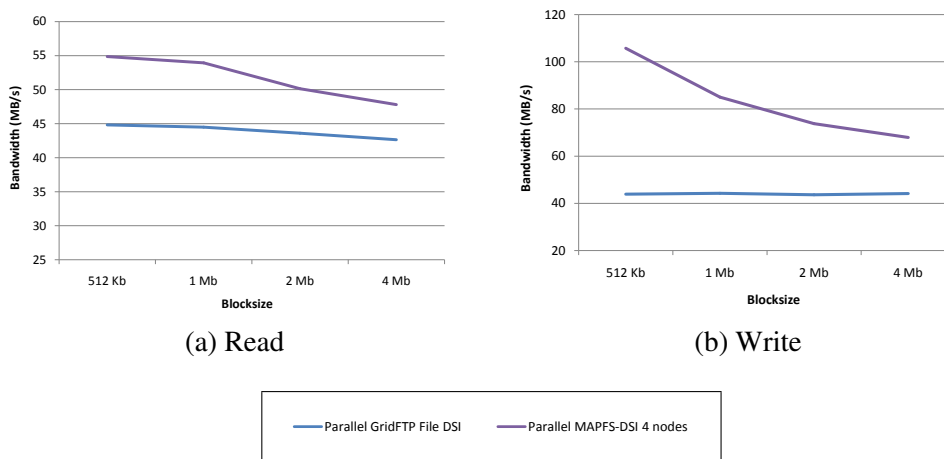 60
55
50
45
40
35
30
25
Bandwidth (MB/s)
512 Kb 1 Mb 2 Mb 4 Mb
Blocksize
(a) Read
120
100
80
60
40
20
Bandwidth (MB/s)
512 Kb 1 Mb 2 Mb 4 Mb
Blocksize
(b) Write
Parallel GridFTP File DSI Parallel MAPFS-DSI 4 nodes